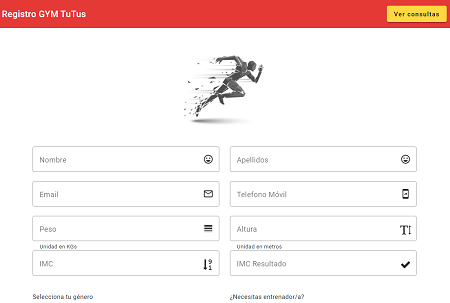 Registro GYM TuTus
Ver consultas
Nombre
Apellidos
Email
Telefono Móvil
Peso
Altura
Unidad en KGs
Unidad en metros
IMC
IMC Resultado
Selecciona tu género
¿Necesitas entrenador/a?